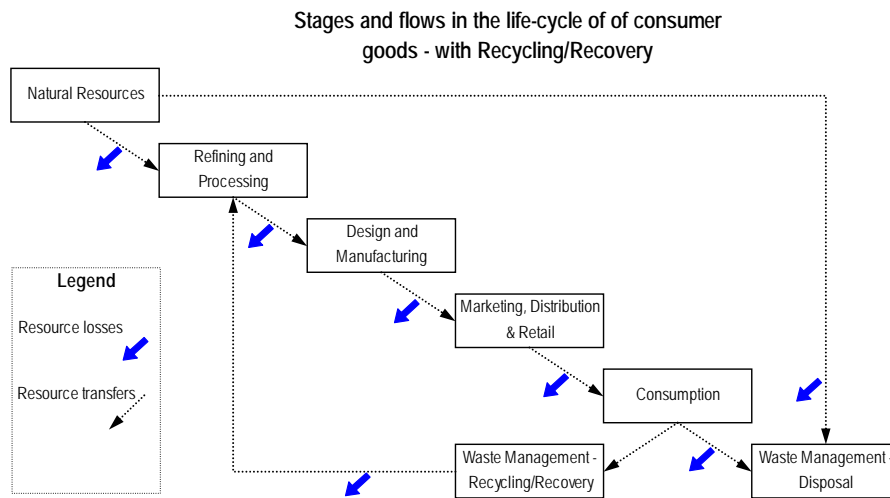 Stages and flows in the life-cycle of of consumer
goods - with Recycling/Recovery
Natural Resources
Refining and
Processing
Design and
Manufacturing
Marketing, Distribution
& Retail
Consumption
Waste Management -
Recycling/Recovery
Waste Management -
Disposal
Legend
Resource losses
Resource transfers